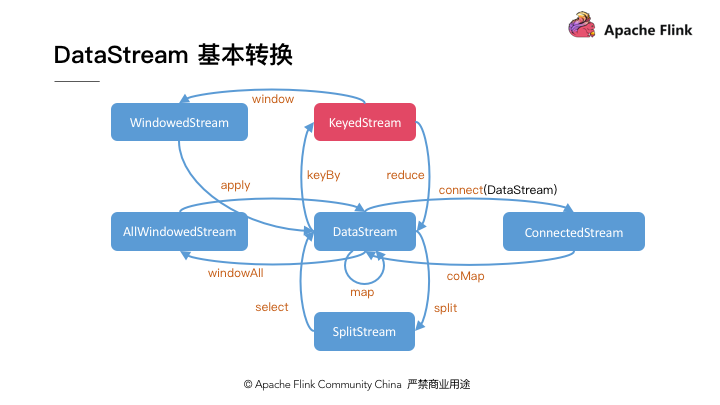 Apache Flink
DataStream 基本转换
window
WindowedStream
KeyedStream
apply
keyBy
reduce
connect(DataStream)
AllWindowedStream
DataStream
ConnectedStream
windowAll
map
coMap
select
split
SplitStream
© Apache Flink Community China 严禁商业用途